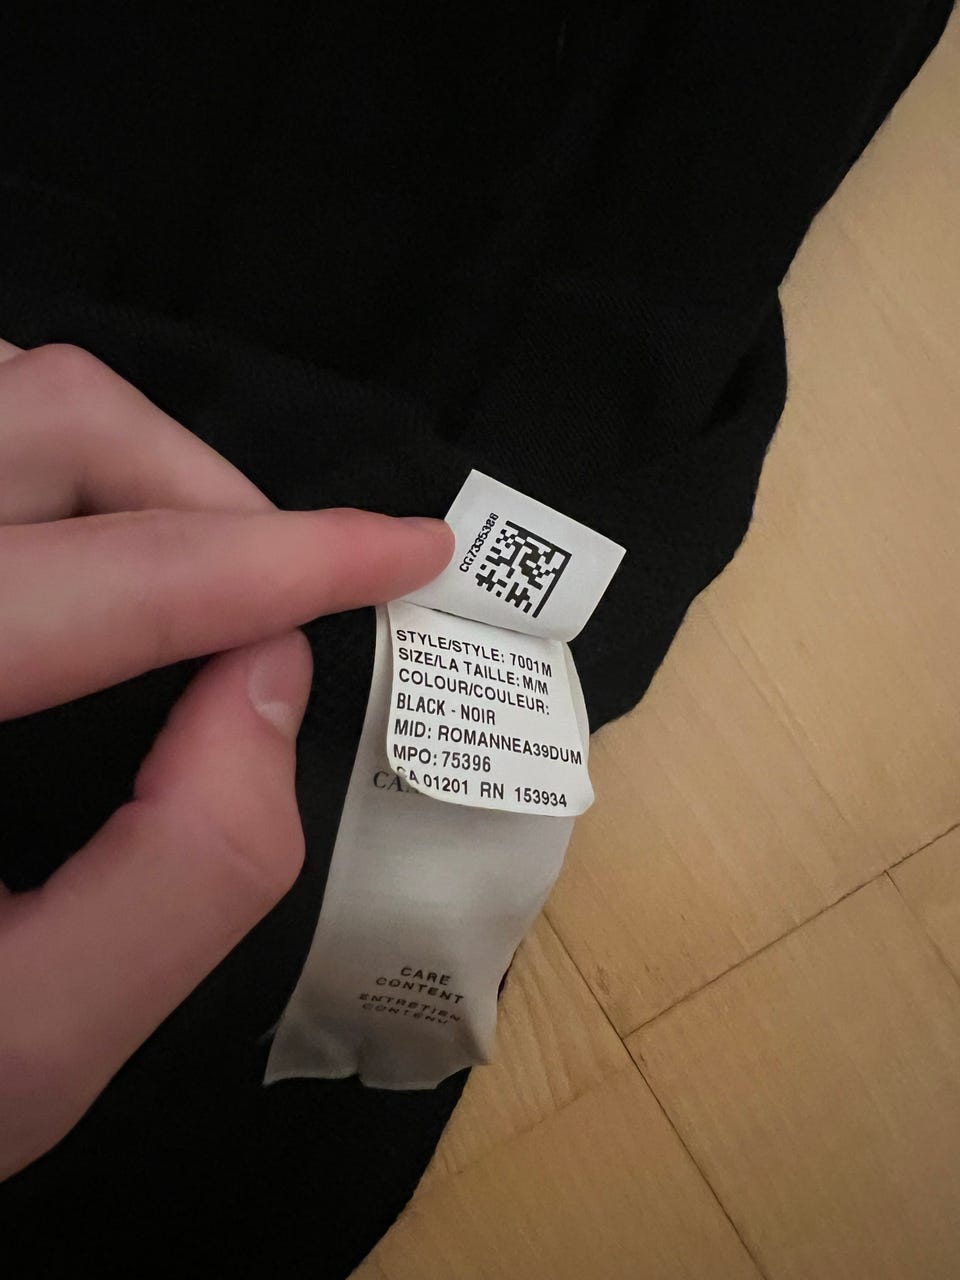 CG7335386
STYLE/STYLE: 7001M
SIZE/LA TAILLE: M/M
COLOUR/COULEUR:
BLACK - NOIR
MID: ROMANNEA39DUM
MPO: 75396
CA 01201 RN 153934
CARE
CONTENT
ENTRETIEN
CONTENU